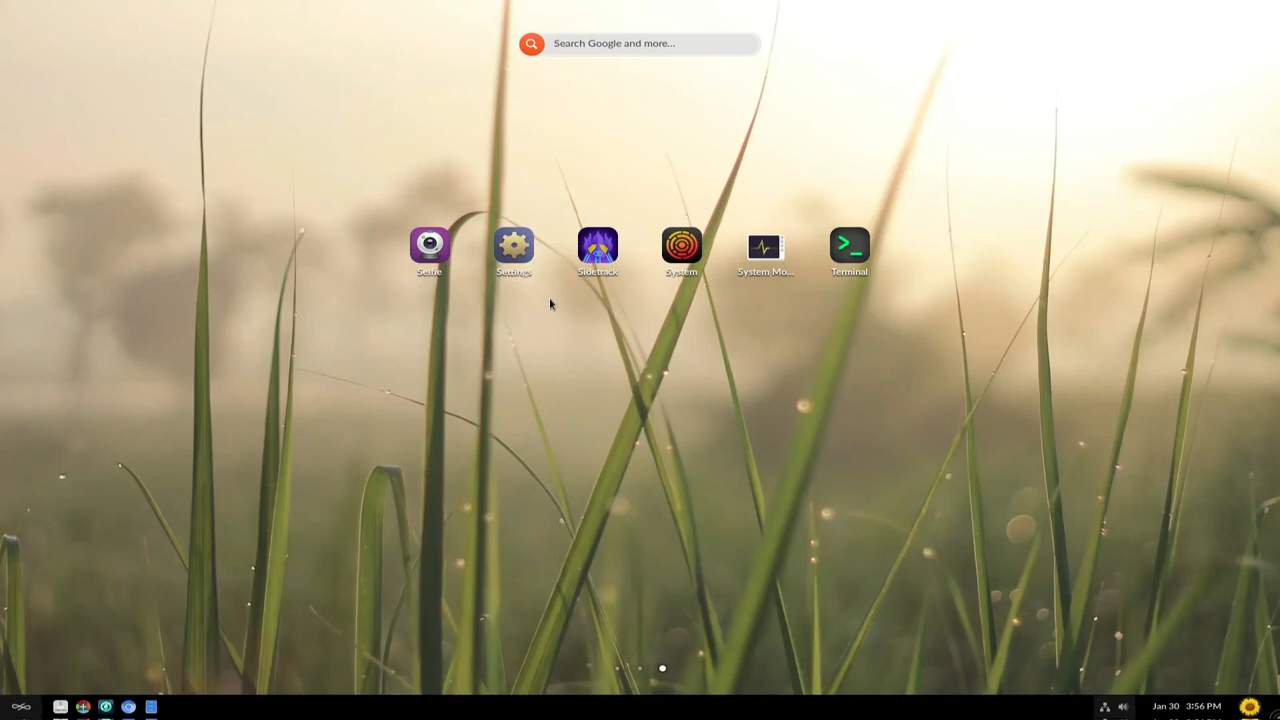 Search Google and more...
Selfie
Settings
Sidetrack
System
System Mo...
Terminal
Jan 30 3:56 PM